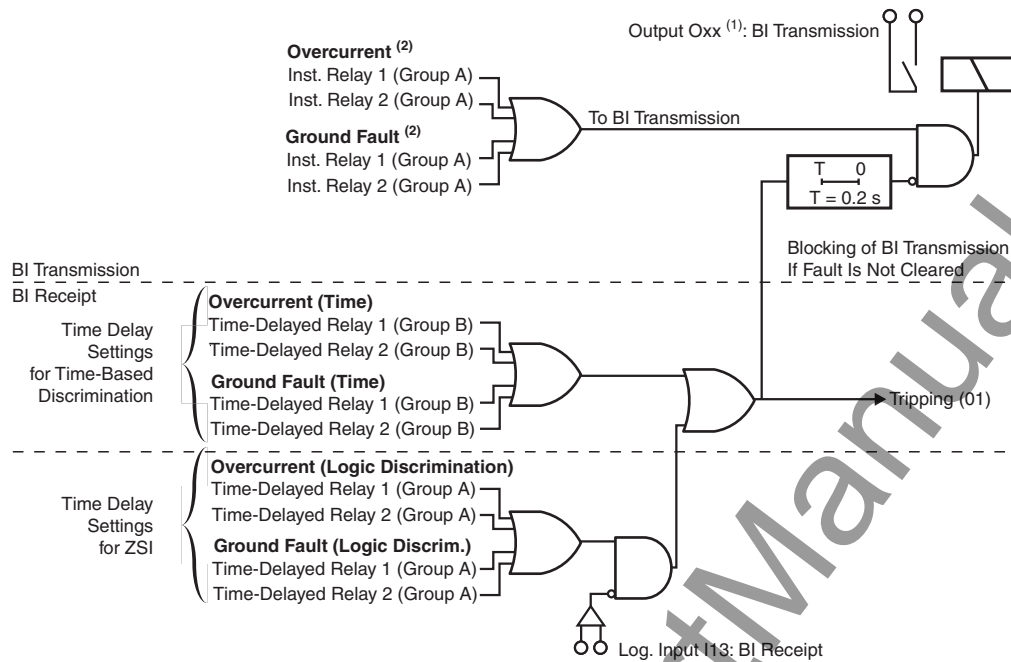 Output Oxx (1): BI Transmission
Overcurrent (2)
Inst. Relay 1 (Group A)
Inst. Relay 2 (Group A)
To BI Transmission
Ground Fault (2)
Inst. Relay 1 (Group A)
Inst. Relay 2 (Group A)
T 0
T = 0.2 s
Blocking of BI Transmission
If Fault Is Not Cleared
BI Transmission
BI Receipt
Time Delay
Settings
for Time-Based
Discrimination
Overcurrent (Time)
Time-Delayed Relay 1 (Group B)
Time-Delayed Relay 2 (Group B)
Ground Fault (Time)
Time-Delayed Relay 1 (Group B)
Time-Delayed Relay 2 (Group B)
Tripping (01)
Time Delay
Settings
for ZSI
Overcurrent (Logic Discrimination)
Time-Delayed Relay 1 (Group A)
Time-Delayed Relay 2 (Group A)
Ground Fault (Logic Discrim.)
Time-Delayed Relay 1 (Group A)
Time-Delayed Relay 2 (Group A)
Log. Input I13: BI Receipt
tManual